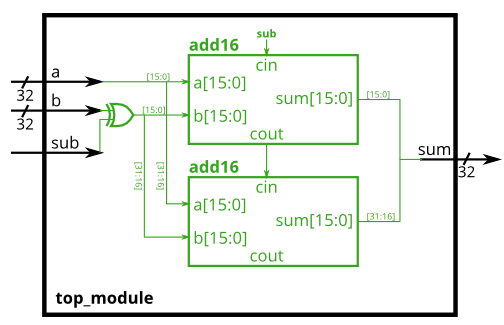 sub
add16
cin
a
[15:0]
a[15:0]
32
sum[15:0]
[15:0]
b
[15:0]
b[15:0]
32
cout
sub
sum
32
[31:16]
[31:16]
add16
cin
a[15:0]
sum[15:0]
[31:16]
b[15:0]
cout
top_module